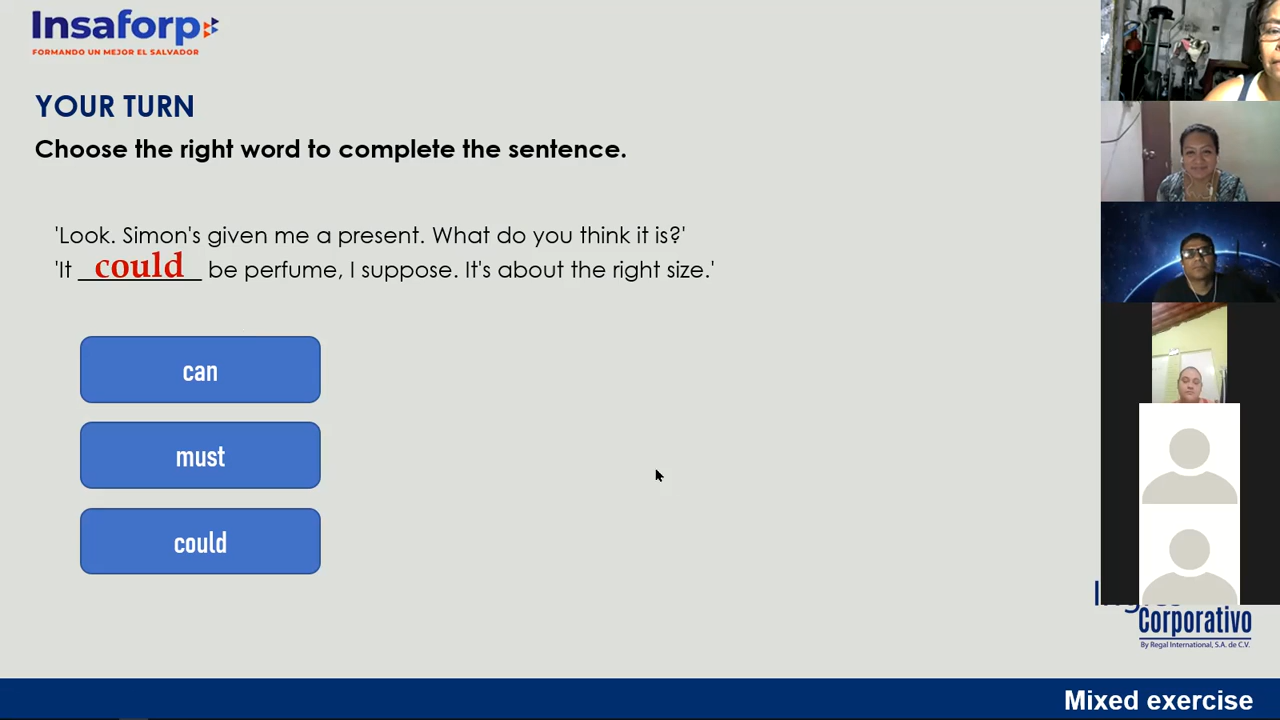 Insaforp
FORMANDO UN MEJOR EL SALVADOR
YOUR TURN
Choose the right word to complete the sentence.
'Look. Simon's given me a present. What do you think it is?'
'It could be perfume, I suppose. It's about the right size.'
can
must
could
Corporativo
By Regal International, S.A. de C.V.
Mixed exercise